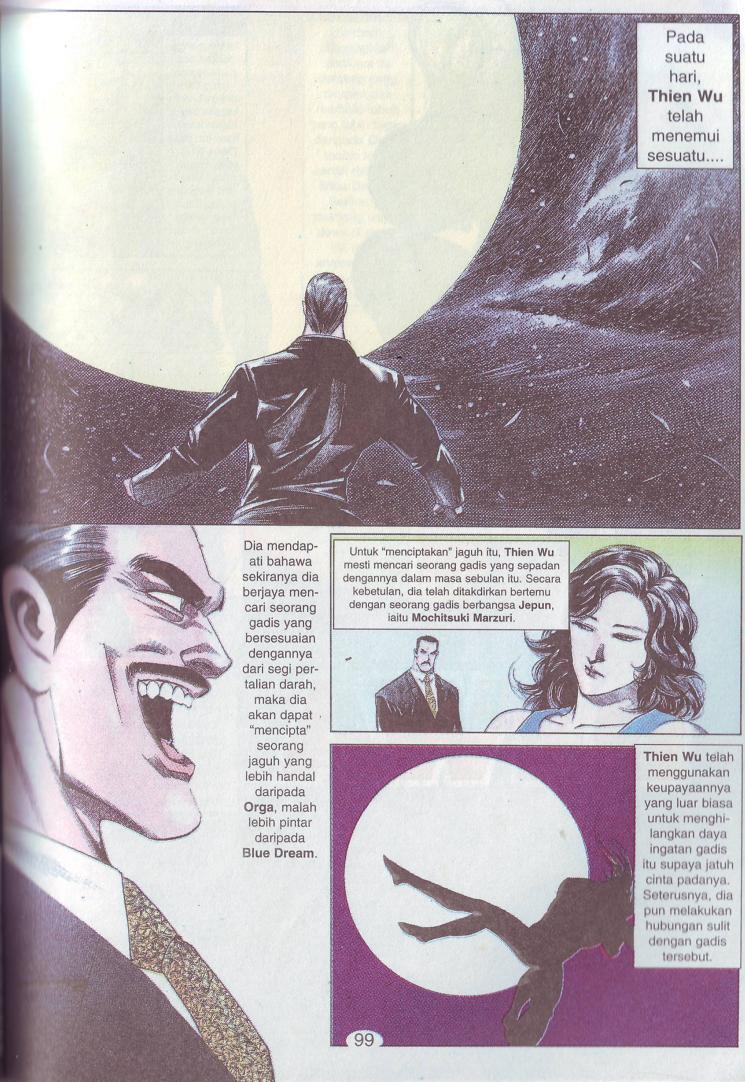 Pada
suatu
hari,
Thien Wu
telah
menemui
sesuatu....
Dia mendap-
ati bahawa
sekiranya dia
berjaya men-
cari seorang
gadis yang
bersesuaian
dengannya
dari segi per-
talian darah,
maka dia
akan dapat
“mencipta”
seorang
jaguh yang
lebih handal
daripada
Orga, malah
lebih pintar
daripada
Blue Dream.
Untuk “menciptakan” jaguh itu, Thien Wu
mesti mencari seorang gadis yang sepadan
dengannya dalam masa sebulan itu. Secara
kebetulan, dia telah ditakdirkan bertemu
dengan seorang gadis berbangsa Jepun,
iaitu Mochitsuki Marzuri.
Thien Wu telah
menggunakan
keupayaannya
yang luar biasa
untuk menghi-
langkan daya
ingatan gadis
itu supaya jatuh
cinta padanya.
Seterusnya, dia
pun melakukan
hubungan sulit
dengan gadis
tersebut.
99